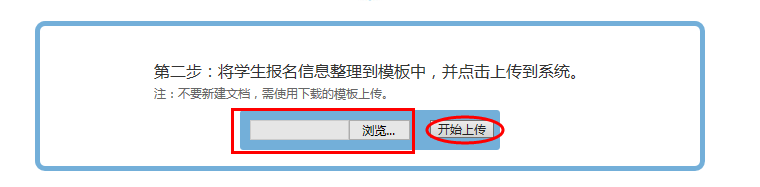 第二步：将学生报名信息整理到模板中，并点击上传到系统。
注：不要新建文档，需使用下载的模板上传。
浏览... 开始上传